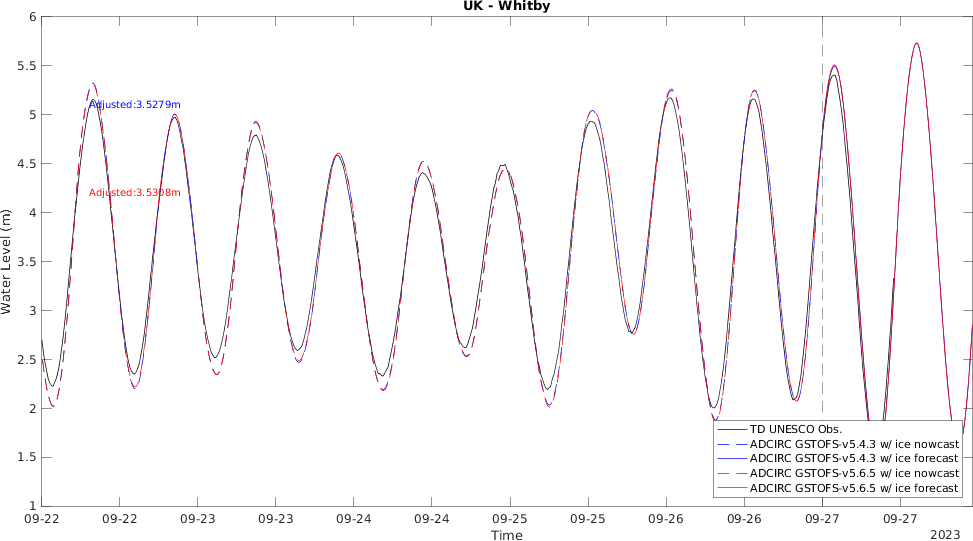 UK - Whitby
6
5.5
5
4.5
4
3.5
3
2.5
2
1.5
1
Water Level (m)
Adjusted:3.5279m
Adjusted:3.5308m
TD UNESCO Obs.
ADCIRC GSTOFS-v5.4.3 w/ ice nowcast
ADCIRC GSTOFS-v5.4.3 w/ ice forecast
ADCIRC GSTOFS-v5.6.5 w/ ice nowcast
ADCIRC GSTOFS-v5.6.5 w/ ice forecast
09-22 09-22 09-23 09-23 09-24 09-24 09-25 09-25 09-26 09-26 09-27 09-27
Time
2023